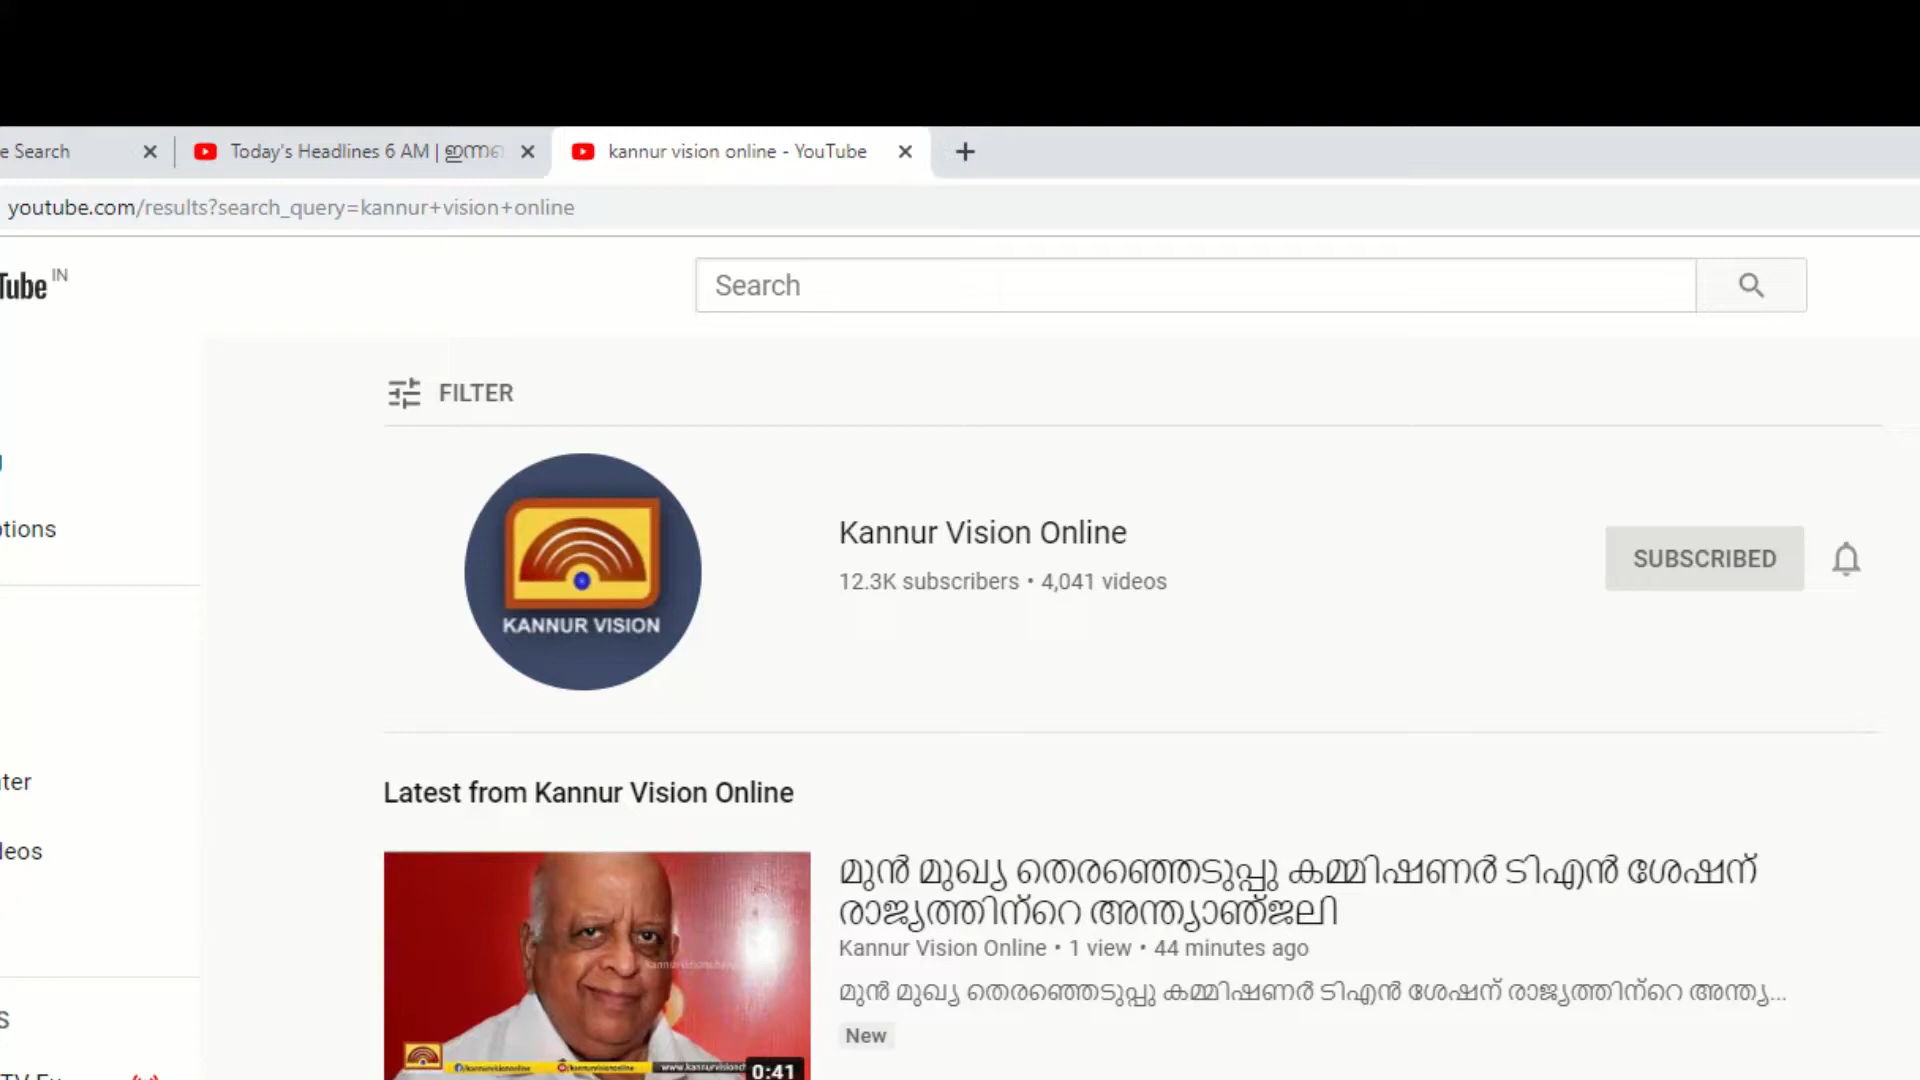 e Search
Today's Headlines 6 AM | ഇന്നത
kannur vision online - YouTube
youtube.com/results?search_query=kannur+vision+online
Tube IN
Search
FILTER
KANNUR VISION
Kannur Vision Online
12.3K subscribers • 4,041 videos
SUBSCRIBED
otions
ter
leos
S
Latest from Kannur Vision Online
മുൻ മുഖ്യ തെരഞ്ഞെടുപ്പു കമ്മിഷണർ ടിഎൻ ശേഷന്
രാജ്യത്തിന്റെ അന്ത്യാഞ്ജലി
Kannur Vision Online • 1 view • 44 minutes ago
മുൻ മുഖ്യ തെരഞ്ഞെടുപ്പു കമ്മിഷണർ ടിഎൻ ശേഷന് രാജ്യത്തിന്റെ അന്ത്യ...
New
0:41